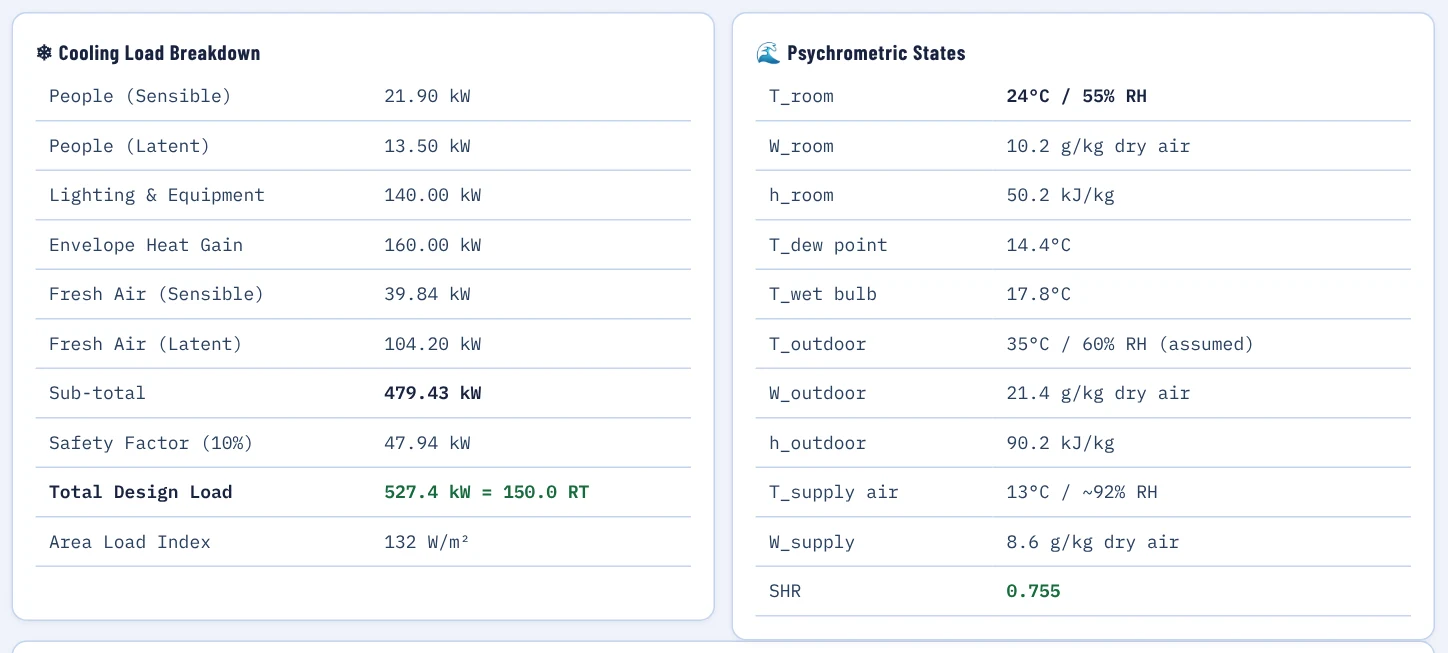 ❄ Cooling Load Breakdown
People (Sensible) 21.90 kW
People (Latent) 13.50 kW
Lighting & Equipment 140.00 kW
Envelope Heat Gain 160.00 kW
Fresh Air (Sensible) 39.84 kW
Fresh Air (Latent) 104.20 kW
Sub-total 479.43 kW
Safety Factor (10%) 47.94 kW
Total Design Load 527.4 kW = 150.0 RT
Area Load Index 132 W/m²
🌊 Psychrometric States
T_room 24°C / 55% RH
W_room 10.2 g/kg dry air
h_room 50.2 kJ/kg
T_dew point 14.4°C
T_wet bulb 17.8°C
T_outdoor 35°C / 60% RH (assumed)
W_outdoor 21.4 g/kg dry air
h_outdoor 90.2 kJ/kg
T_supply air 13°C / ~92% RH
W_supply 8.6 g/kg dry air
SHR 0.755